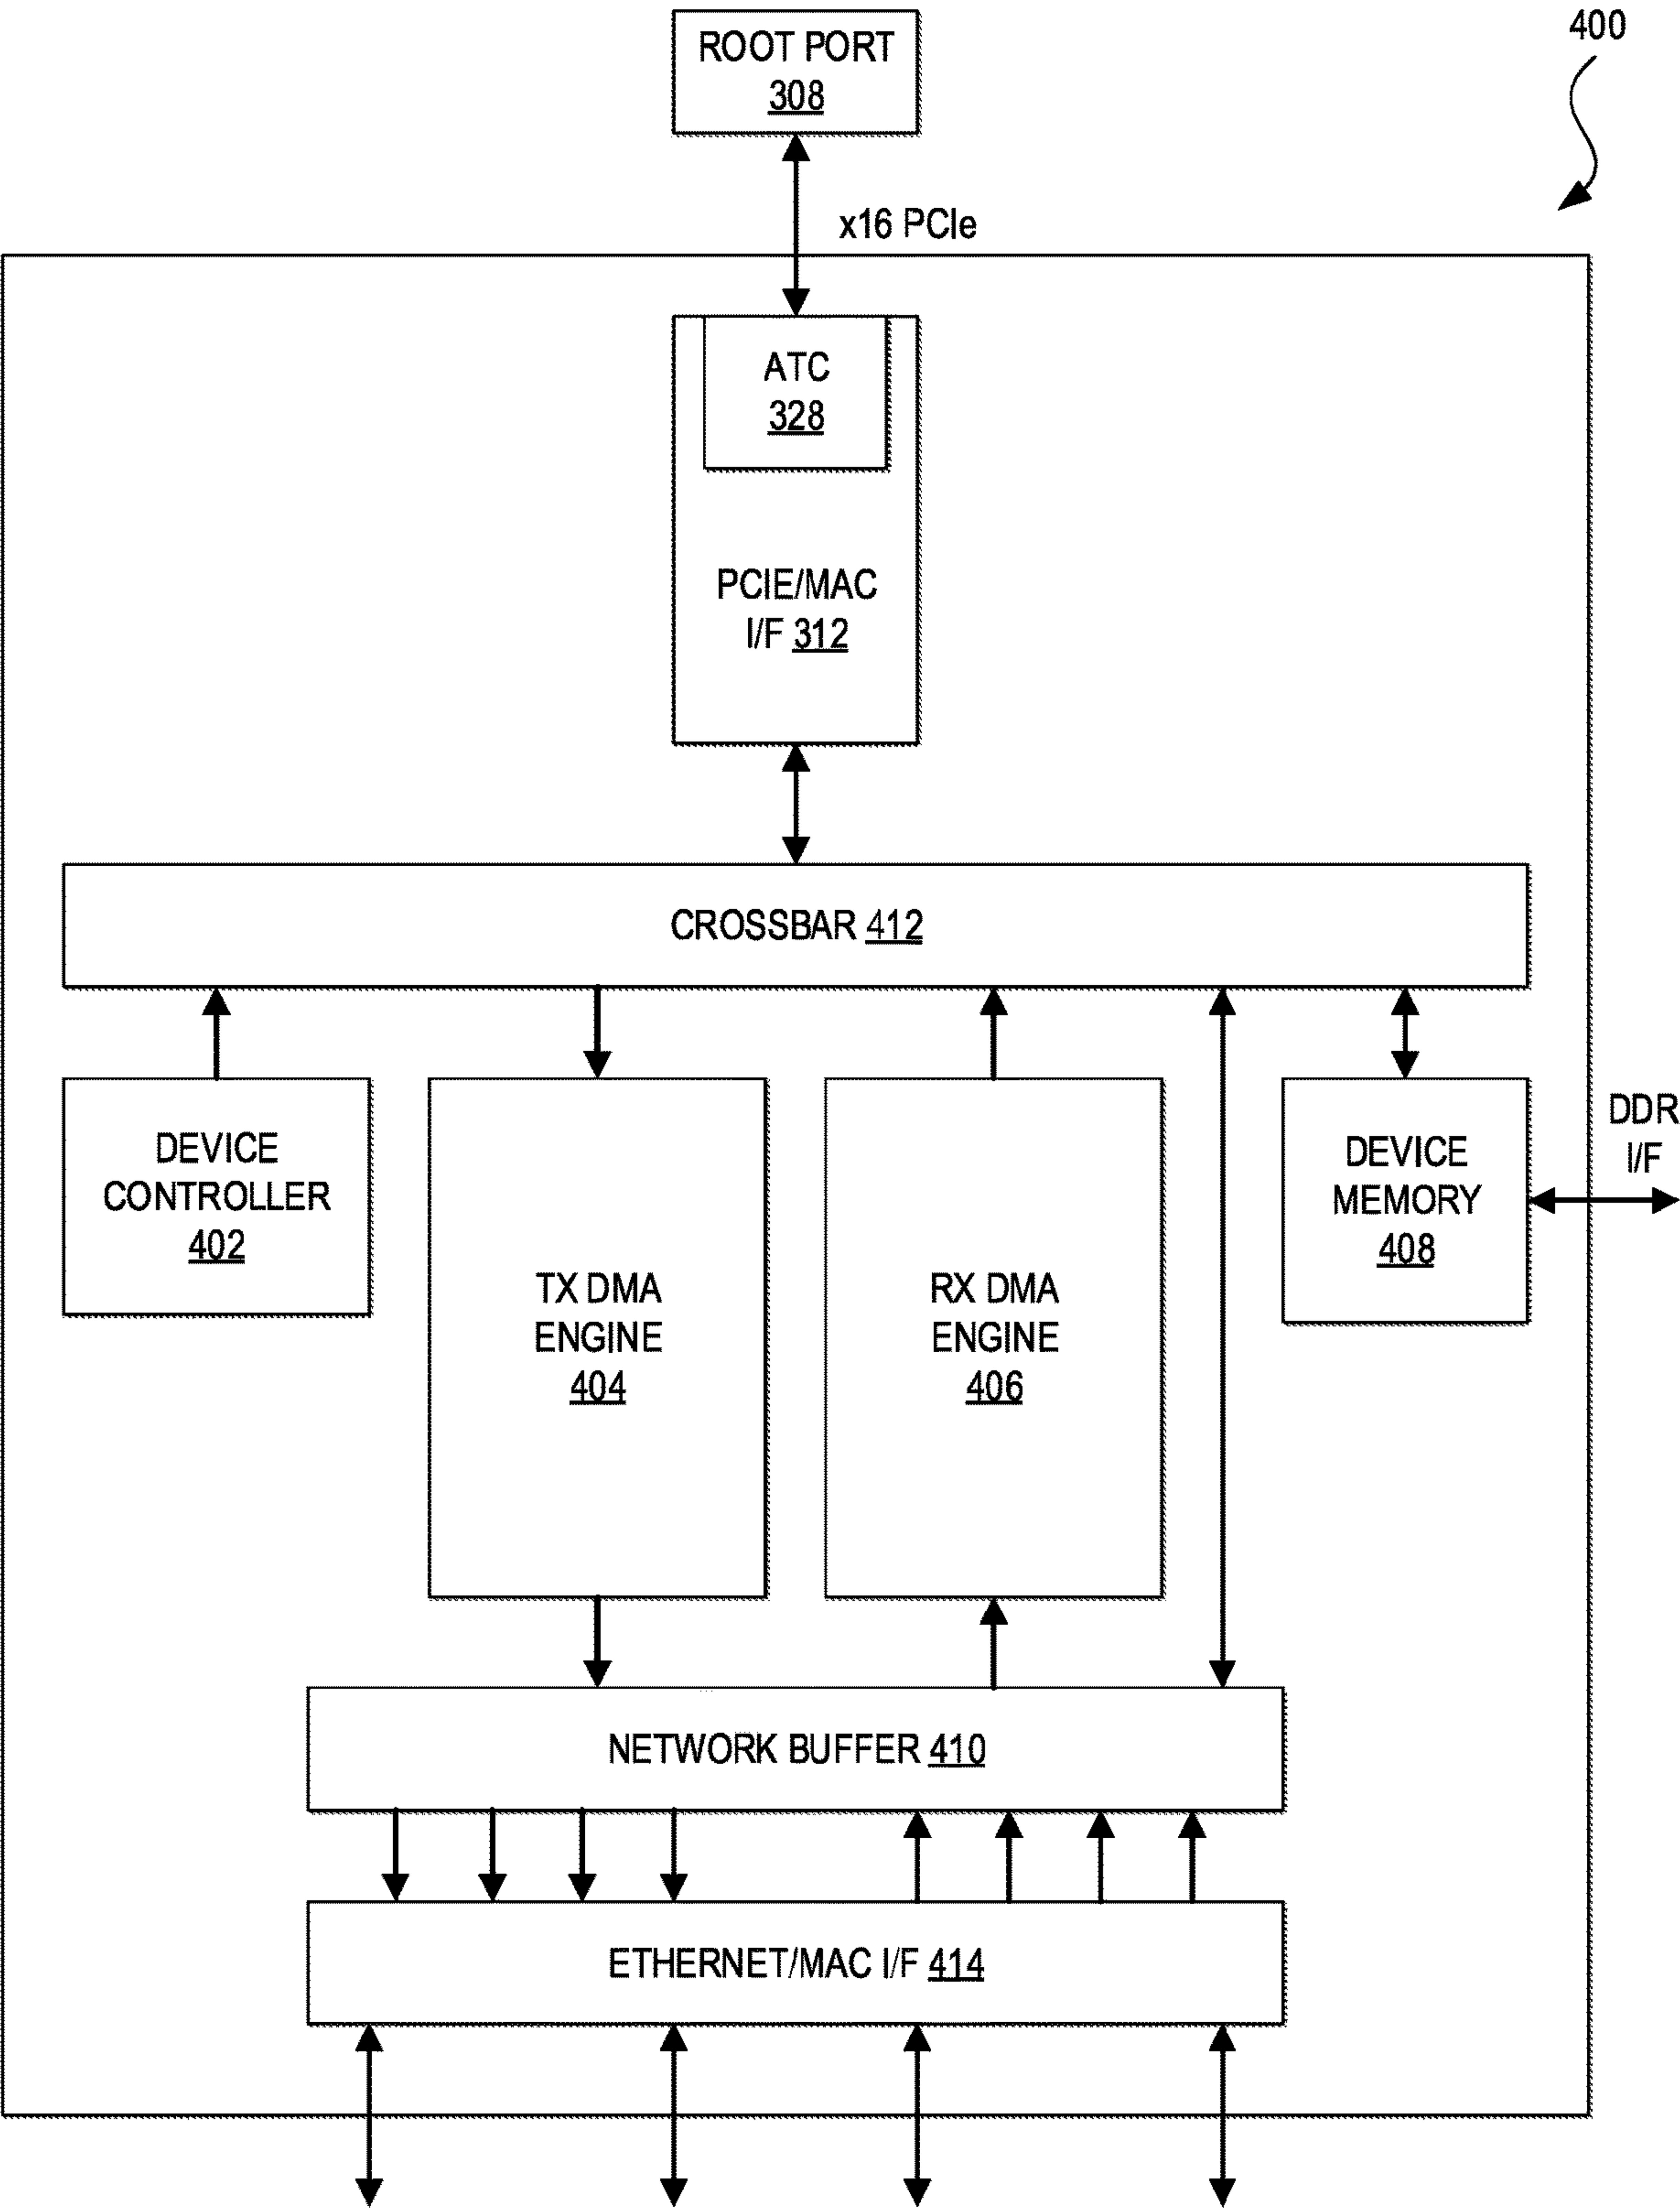 400
ROOT PORT
308
x16 PCIe
ATC
328
PCIE/MAC
I/F 312
CROSSBAR 412
DEVICE
CONTROLLER
402
TX DMA
ENGINE
404
RX DMA
ENGINE
406
DEVICE
MEMORY
408
DDR
I/F
NETWORK BUFFER 410
ETHERNET/MAC I/F 414